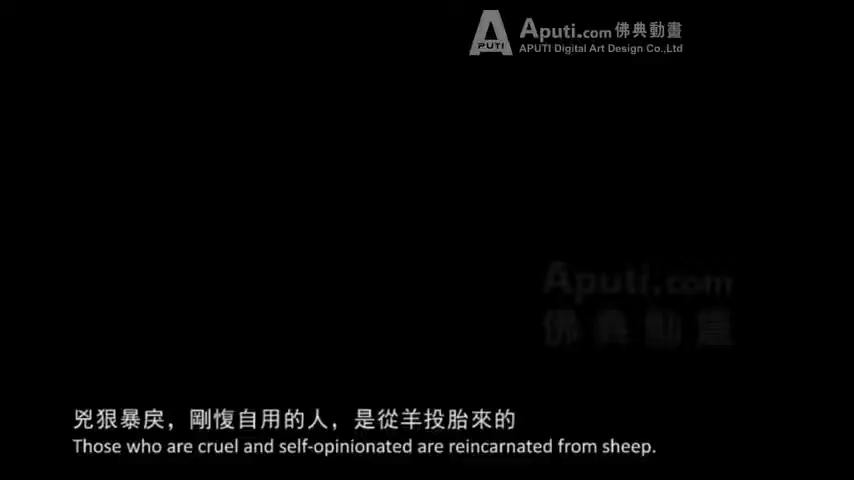 A
PUTI
Aputi.com 佛典動畫
APUTI Digital Art Design Co.,Ltd
Aputi.com
佛典動畫
兇狠暴戾，剛愎自用的人，是從羊投胎來的
Those who are cruel and self-opinionated are reincarnated from sheep.